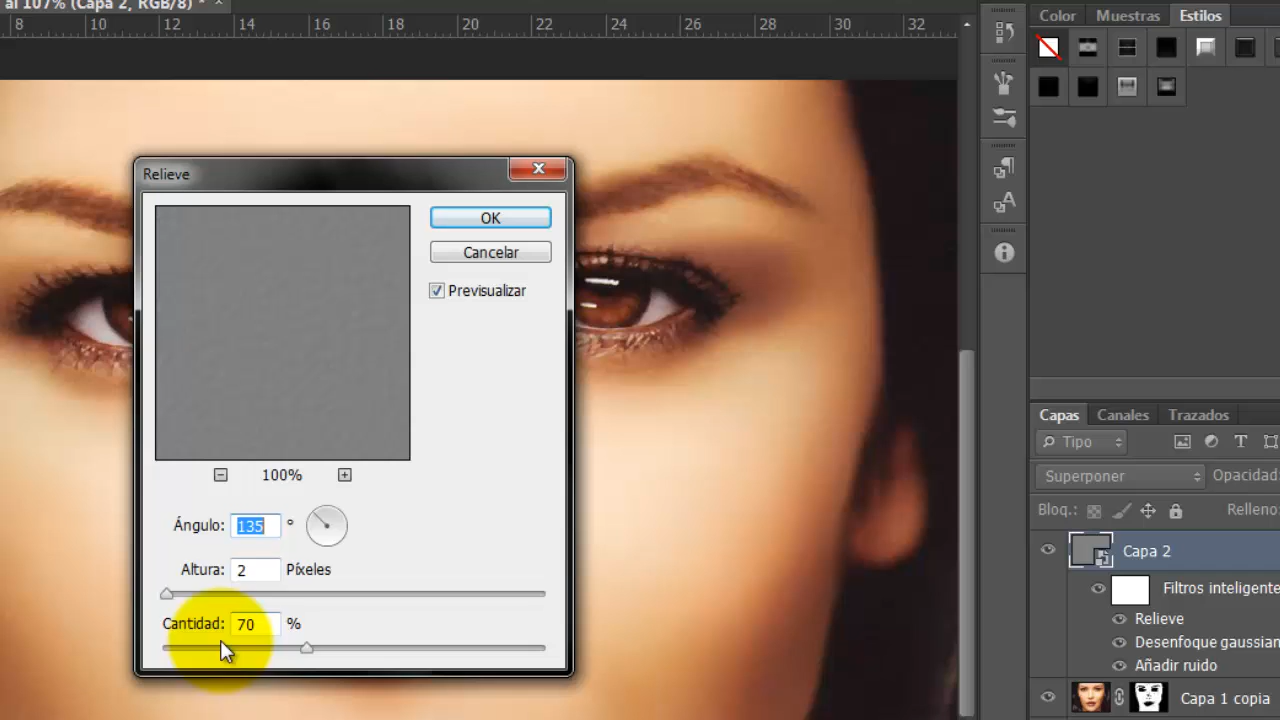 al 107% (Capa 2, RGB/8) * ×
8 10 12 14 16 18 20 22 24 26 28 30 32
Color Muestras Estilos
Relieve
OK
Cancelar
Previsualizar
100%
Ángulo: 135 °
Altura: 2 Píxeles
Cantidad: 70 %
Capas Canales Trazados
Tipo
Superponer Opacidad:
Bloq.: Relleno:
Capa 2
Filtros inteligente
Relieve
Desenfoque gaussian
Añadir ruido
Capa 1 copia